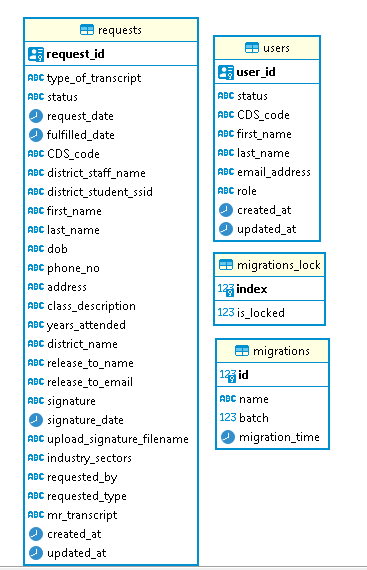 requests
request_id
ABC type_of_transcript
ABC status
request_date
fulfilled_date
ABC CDS_code
ABC district_staff_name
ABC district_student_ssid
ABC first_name
ABC last_name
ABC dob
ABC phone_no
ABC address
ABC class_description
ABC years_attended
ABC district_name
ABC release_to_name
ABC release_to_email
ABC signature
signature_date
ABC upload_signature_filename
ABC industry_sectors
ABC requested_by
ABC requested_type
ABC mr_transcript
created_at
updated_at
users
user_id
ABC status
ABC CDS_code
ABC first_name
ABC last_name
ABC email_address
ABC role
created_at
updated_at
migrations_lock
123 index
123 is_locked
migrations
123 id
ABC name
123 batch
migration_time